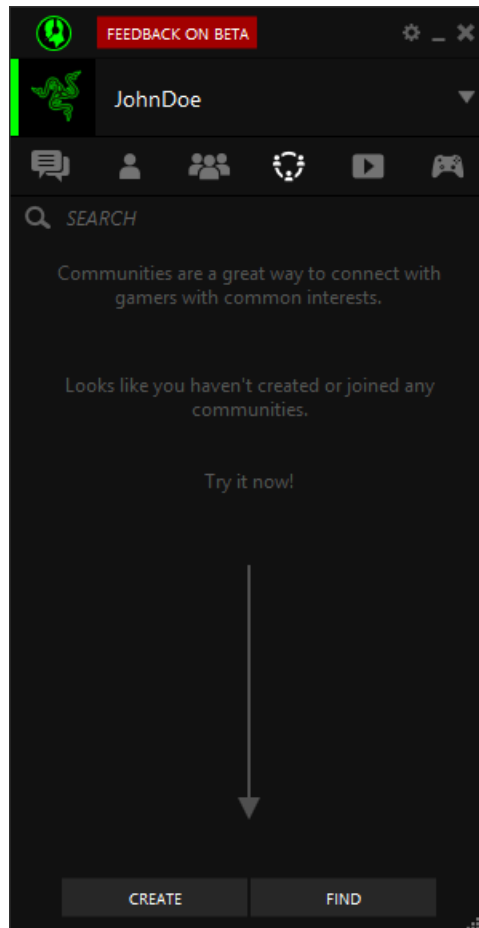 FEEDBACK ON BETA
JohnDoe
SEARCH
Communities are a great way to connect with
gamers with common interests.
Looks like you haven't created or joined any
communities.
Try it now!
CREATE
FIND